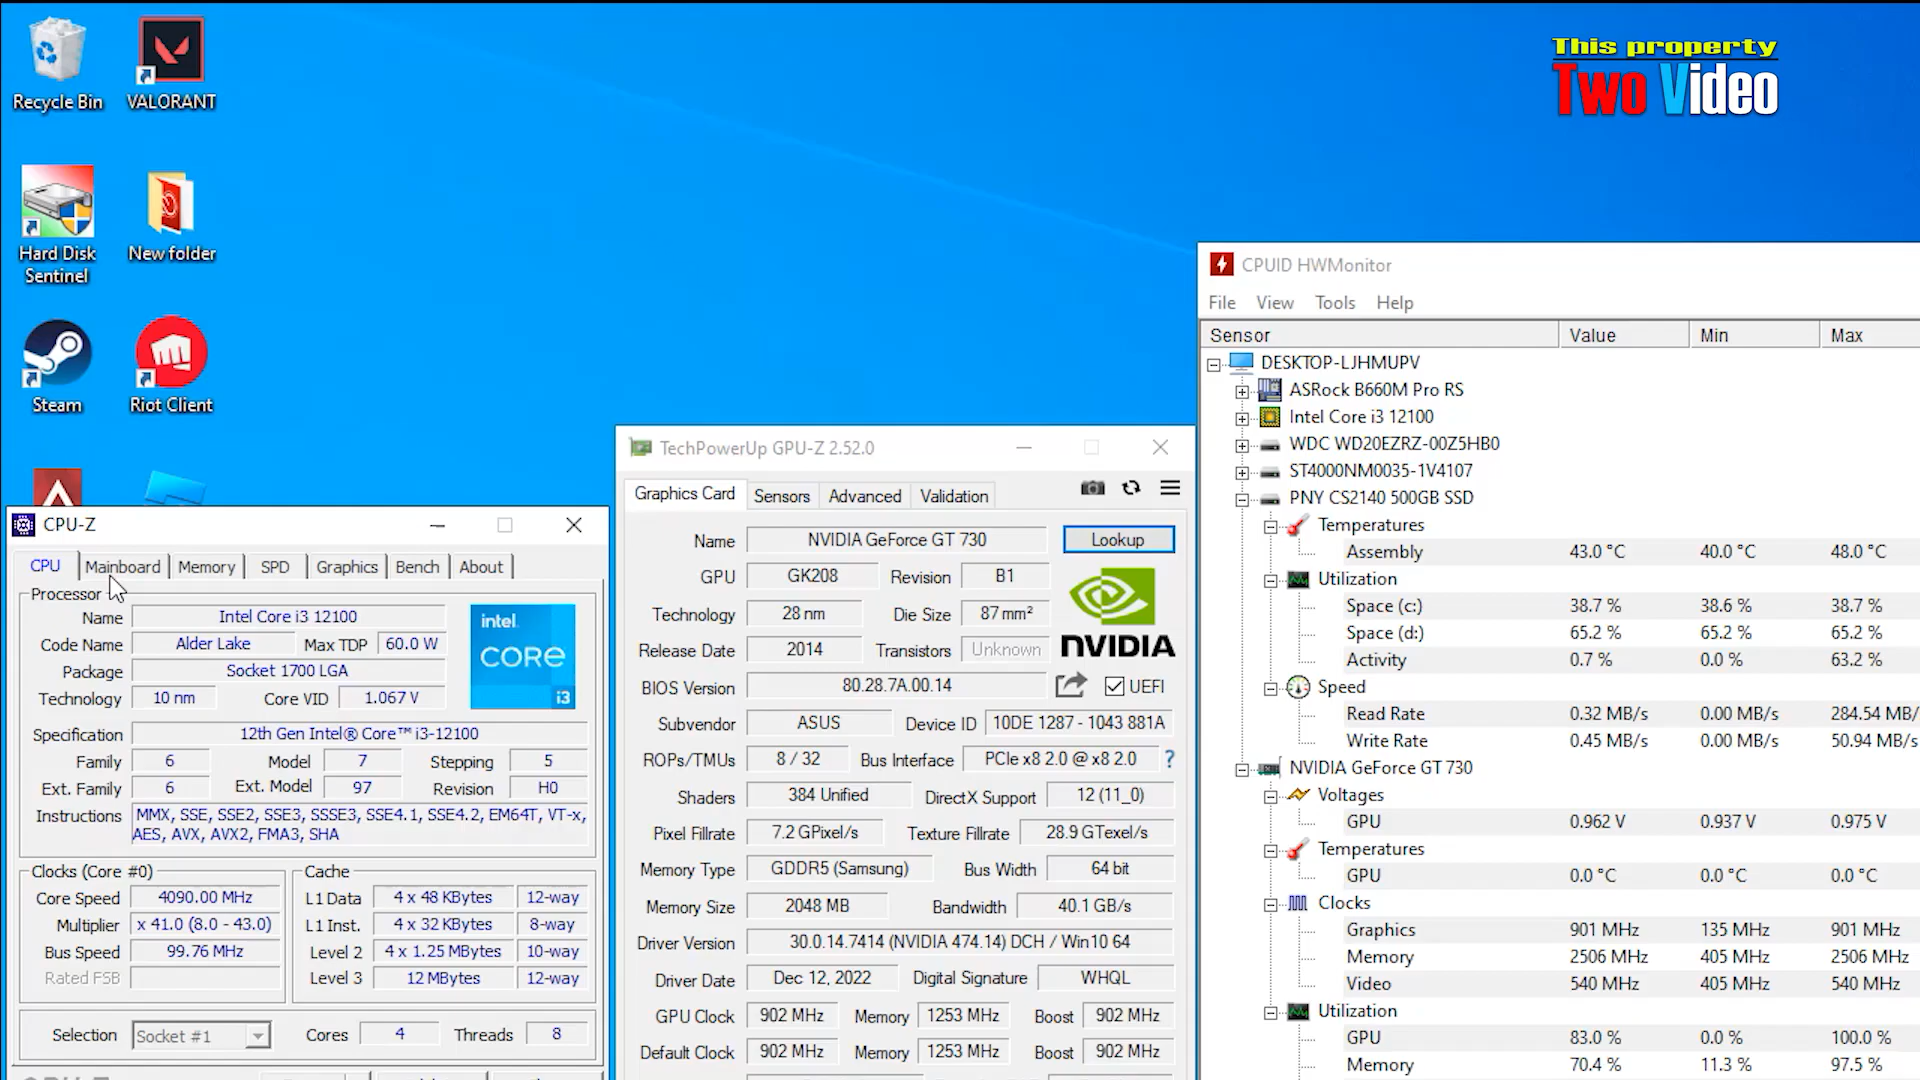 This property
Two Video
Recycle Bin
VALORANT
Hard Disk
Sentinel
New folder
Steam
Riot Client
CPU-Z
CPU Mainboard Memory SPD Graphics Bench About
Processor
Name Intel Core i3 12100
Code Name Alder Lake Max TDP 60.0 W
Package Socket 1700 LGA
Technology 10 nm Core VID 1.067 V
intel.
CORE
i3
Specification 12th Gen Intel® Core™ i3-12100
Family 6 Model 7 Stepping 5
Ext. Family 6 Ext. Model 97 Revision H0
Instructions MMX, SSE, SSE2, SSE3, SSSE3, SSE4.1, SSE4.2, EM64T, VT-x,
AES, AVX, AVX2, FMA3, SHA
Clocks (Core #0)
Core Speed 4090.00 MHz
Multiplier x 41.0 (8.0 - 43.0)
Bus Speed 99.76 MHz
Rated FSB
Cache
L1 Data 4 x 48 KBytes 12-way
L1 Inst. 4 x 32 KBytes 8-way
Level 2 4 x 1.25 MBytes 10-way
Level 3 12 MBytes 12-way
Selection Socket #1 Cores 4 Threads 8
TechPowerUp GPU-Z 2.52.0
Graphics Card Sensors Advanced Validation
Name NVIDIA GeForce GT 730 Lookup
GPU GK208 Revision B1
Technology 28 nm Die Size 87 mm²
Release Date 2014 Transistors Unknown
NVIDIA
BIOS Version 80.28.7A.00.14 UEFI
Subvendor ASUS Device ID 10DE 1287 - 1043 881A
ROPs/TMUs 8 / 32 Bus Interface PCIe x8 2.0 @ x8 2.0 ?
Shaders 384 Unified DirectX Support 12 (11_0)
Pixel Fillrate 7.2 GPixel/s Texture Fillrate 28.9 GTexel/s
Memory Type GDDR5 (Samsung) Bus Width 64 bit
Memory Size 2048 MB Bandwidth 40.1 GB/s
Driver Version 30.0.14.7414 (NVIDIA 474.14) DCH / Win10 64
Driver Date Dec 12, 2022 Digital Signature WHQL
GPU Clock 902 MHz Memory 1253 MHz Boost 902 MHz
Default Clock 902 MHz Memory 1253 MHz Boost 902 MHz
CPUID HWMonitor
File View Tools Help
Sensor Value Min Max
DESKTOP-LJHMUPV
ASRock B660M Pro RS
Intel Core i3 12100
WDC WD20EZRZ-00Z5HB0
ST4000NM0035-1V4107
PNY CS2140 500GB SSD
Temperatures
Assembly 43.0 °C 40.0 °C 48.0 °C
Utilization
Space (c:) 38.7 % 38.6 % 38.7 %
Space (d:) 65.2 % 65.2 % 65.2 %
Activity 0.7 % 0.0 % 63.2 %
Speed
Read Rate 0.32 MB/s 0.00 MB/s 284.54 MB/
Write Rate 0.45 MB/s 0.00 MB/s 50.94 MB/s
NVIDIA GeForce GT 730
Voltages
GPU 0.962 V 0.937 V 0.975 V
Temperatures
GPU 0.0 °C 0.0 °C 0.0 °C
Clocks
Graphics 901 MHz 135 MHz 901 MHz
Memory 2506 MHz 405 MHz 2506 MHz
Video 540 MHz 405 MHz 540 MHz
Utilization
GPU 83.0 % 0.0 % 100.0 %
Memory 70.4 % 11.3 % 97.5 %